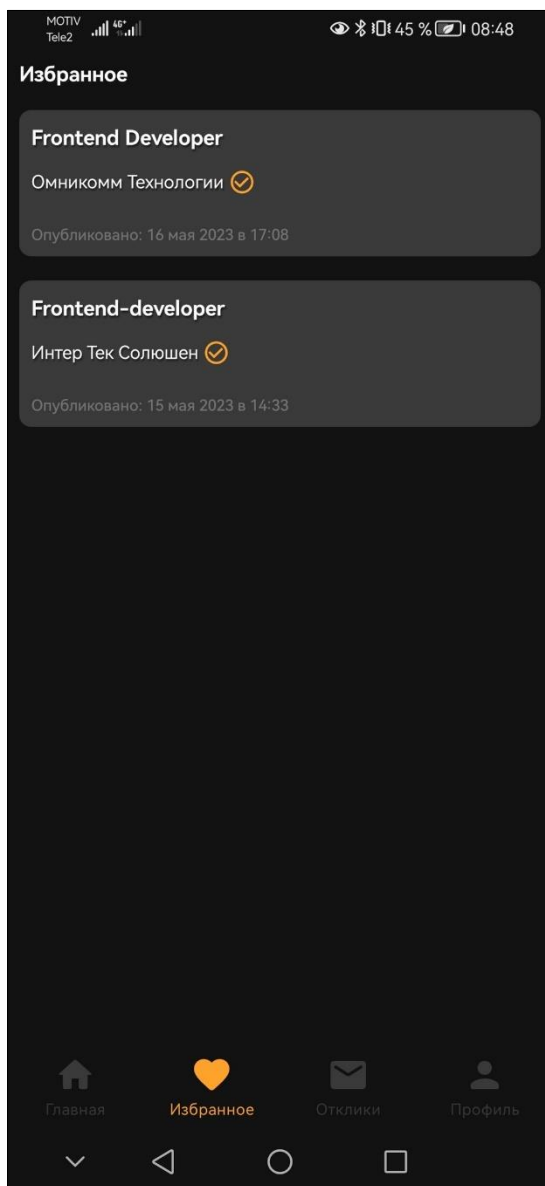 MOTIV
Tele2
4G+
45 %
08:48
Избранное
Frontend Developer
Омникомм Технологии
Опубликовано: 16 мая 2023 в 17:08
Frontend-developer
Интер Тек Солюшен
Опубликовано: 15 мая 2023 в 14:33
Главная
Избранное
Отклики
Профиль